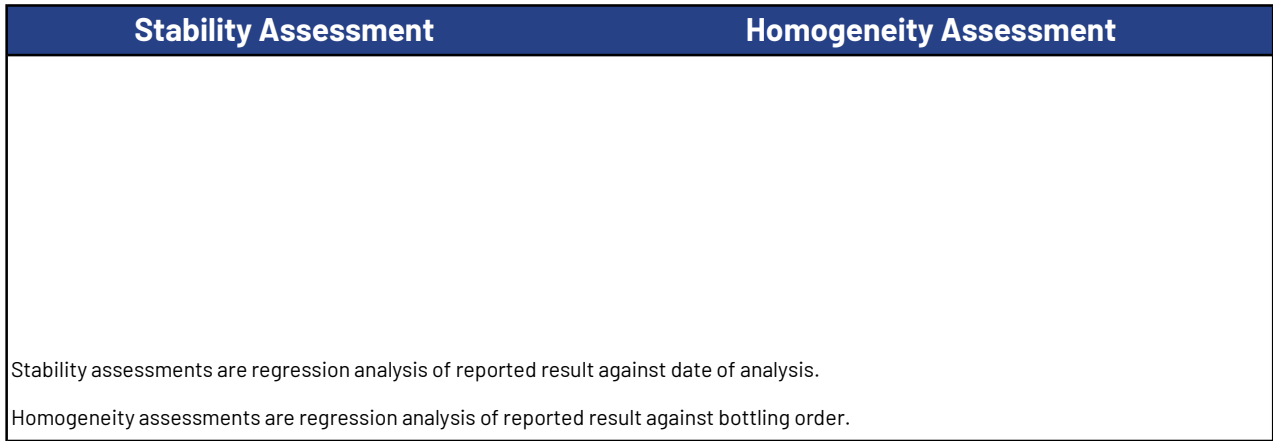 Stability Assessment Homogeneity Assessment
Stability assessments are regression analysis of reported result against date of analysis.
Homogeneity assessments are regression analysis of reported result against bottling order.